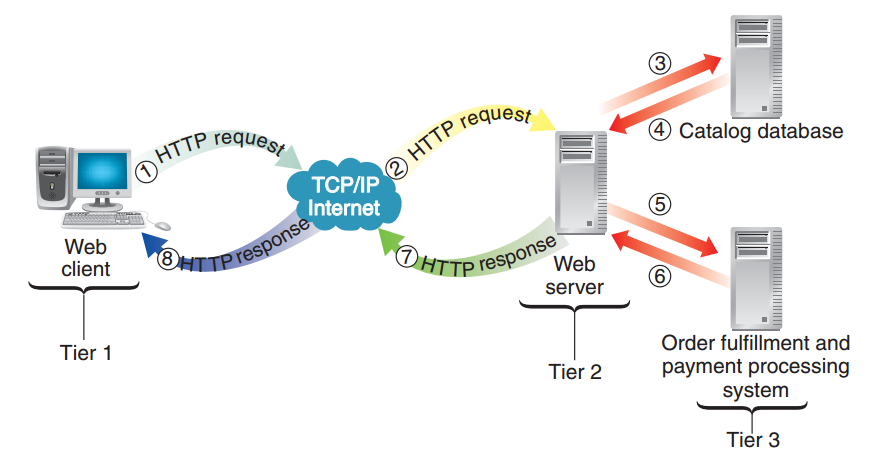 ① HTTP request
TCP/IP
Internet
② HTTP request
③
④ Catalog database
⑤
⑥
⑦ HTTP response
⑧ HTTP response
Web
client
Tier 1
Web
server
Tier 2
Order fulfillment and
payment processing
system
Tier 3